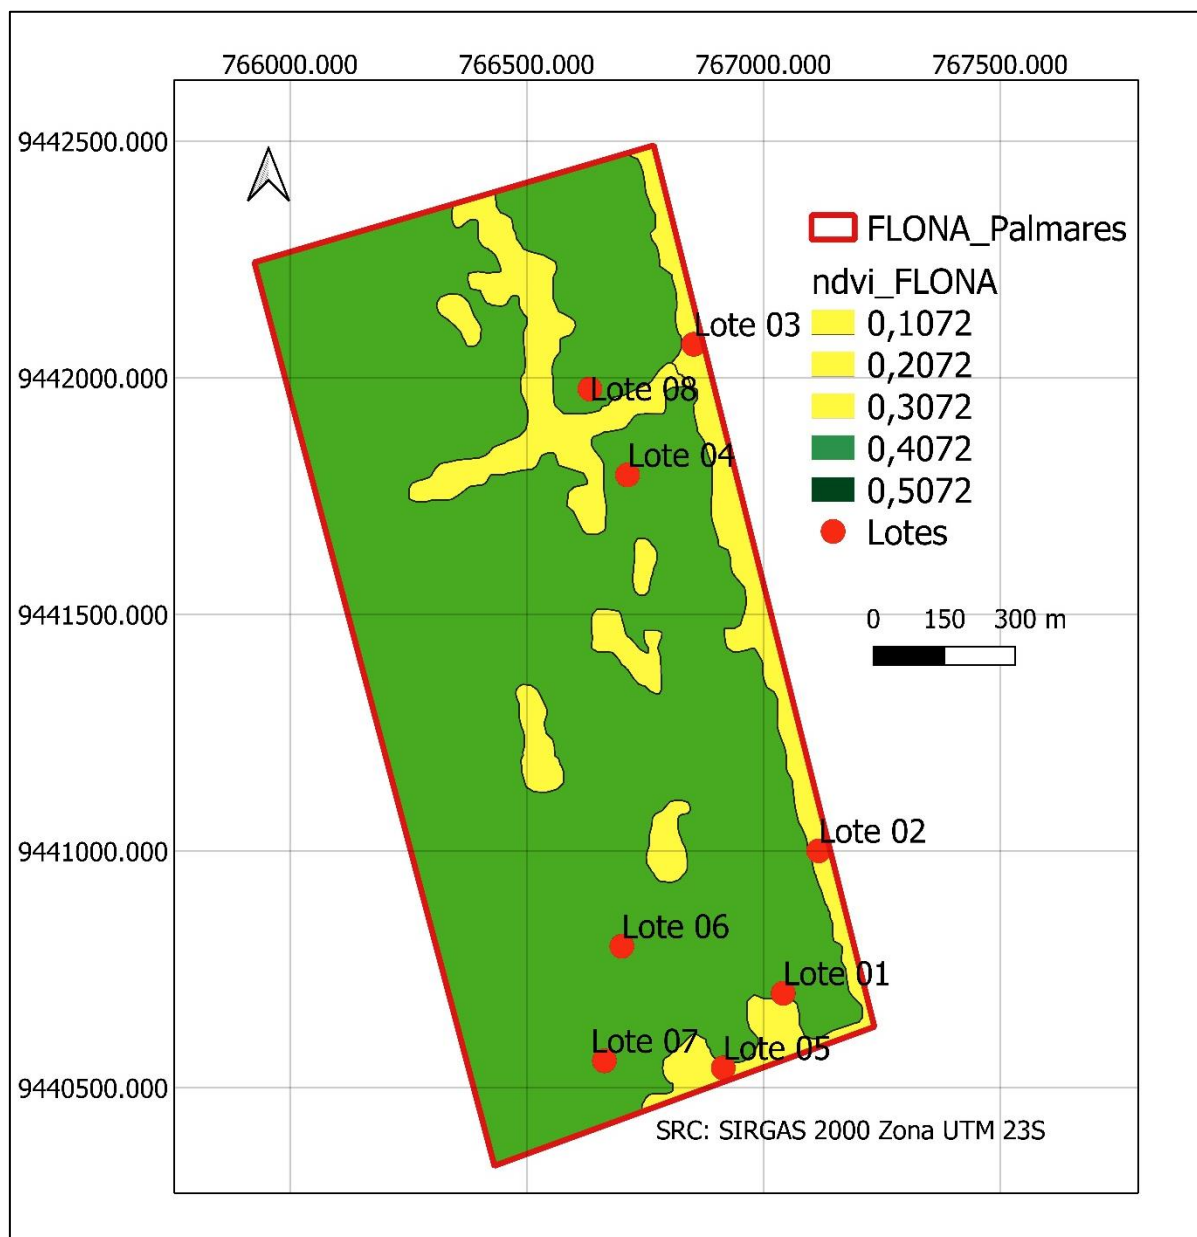 766000.000 766500.000 767000.000 767500.000
9442500.000
FLONA_Palmares
ndvi_FLONA
0,1072
Lote 03
0,2072
9442000.000
Lote 08
0,3072
0,4072
Lote 04
0,5072
Lotes
9441500.000
0 150 300 m
Lote 02
9441000.000
Lote 06
Lote 01
Lote 07
Lote 05
9440500.000
SRC: SIRGAS 2000 Zona UTM 23S